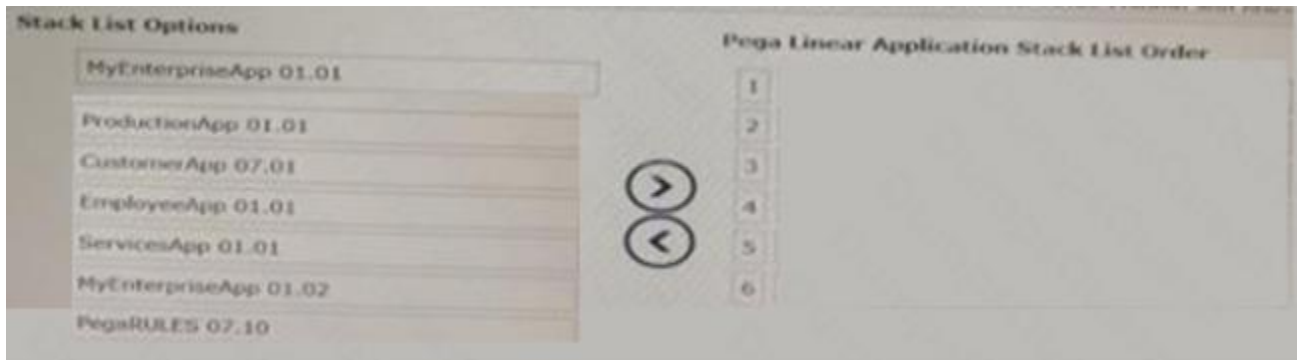 Stack List Options
MyEnterpriseApp 01.01
ProductionApp 01.01
CustomerApp 07.01
EmployeeApp 01.01
ServicesApp 01.01
MyEnterpriseApp 01.02
PegaRULES 07.10
Pega Linear Application Stack List Order
1
2
3
4
5
6